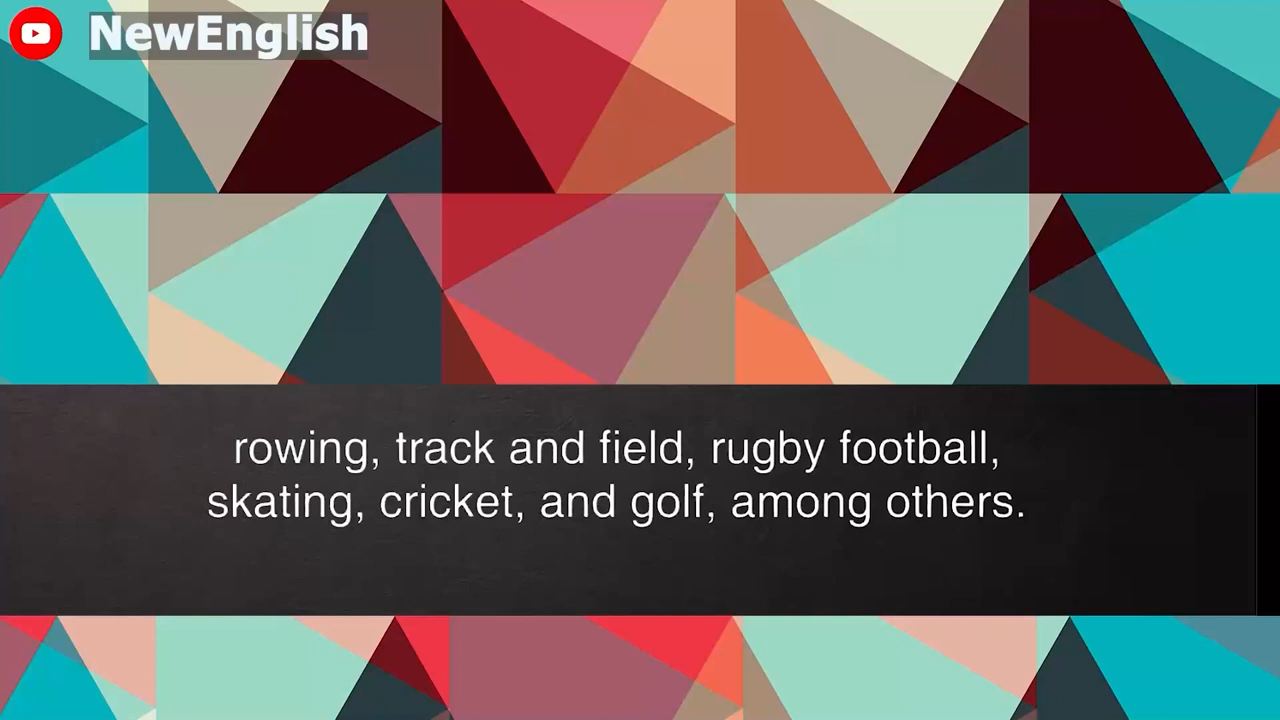 NewEnglish
rowing, track and field, rugby football,
skating, cricket, and golf, among others.